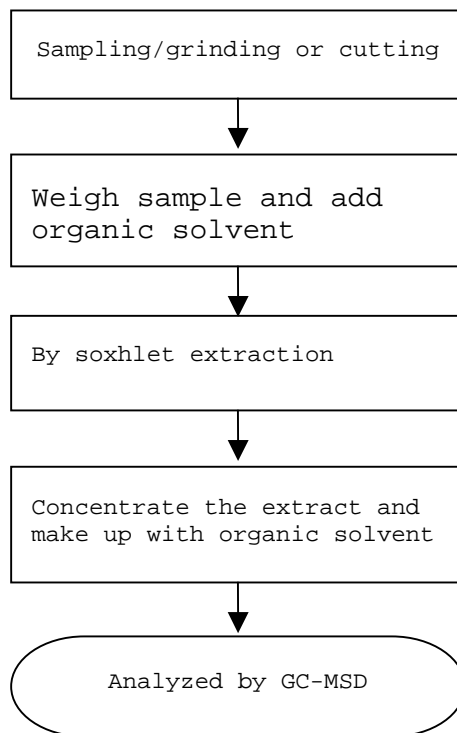 Sampling/grinding or cutting
Weigh sample and add
organic solvent
By soxhlet extraction
Concentrate the extract and
make up with organic solvent
Analyzed by GC-MSD